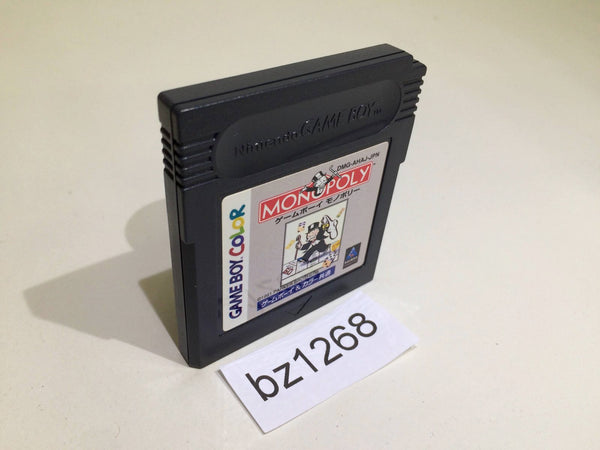 Nintendo GAME BOY™
DMG-AHAJ-JPN
MONOPOLY
ゲームボーイ モノポリー
GAME BOY COLOR
ゲームボーイ&カラー共通
bz1268